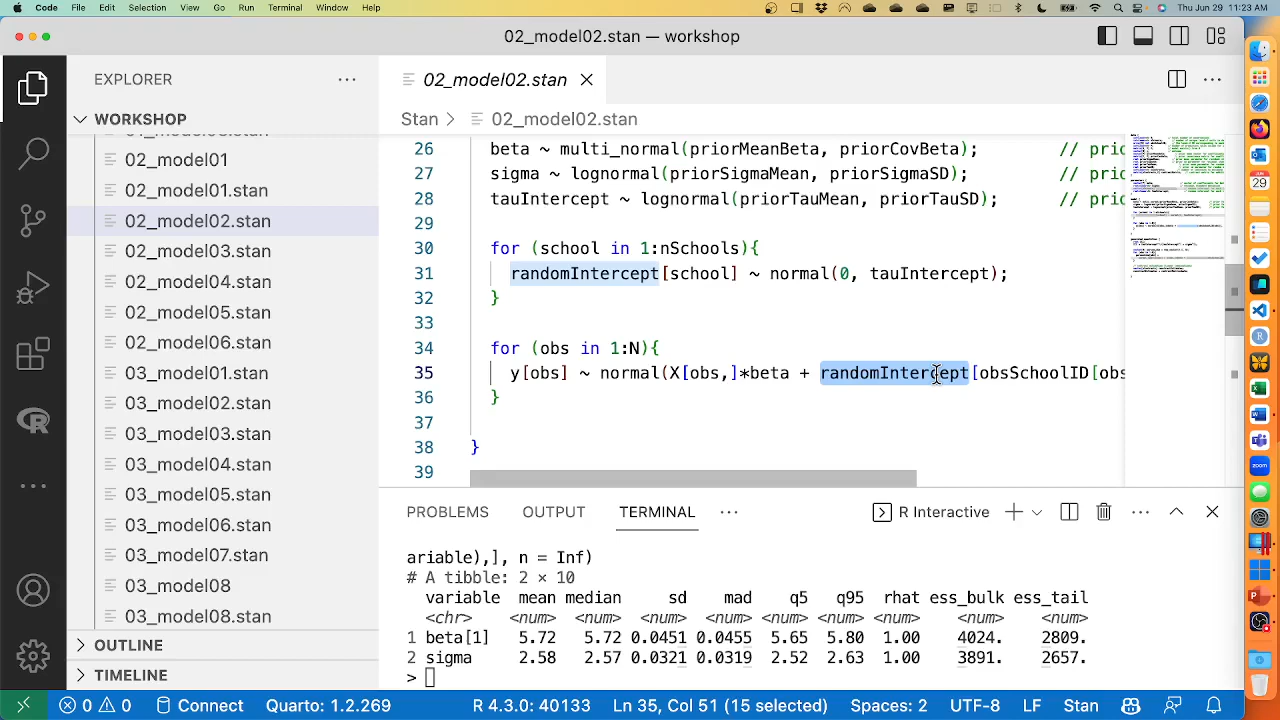 Code File Edit Selection View Go Run Terminal Window Help Thu Jun 29 11:23 AM
02_model02.stan — workshop
EXPLORER
02_model02.stan
WORKSHOP
Stan > 02_model02.stan
02_model01
02_model01.stan
02_model02.stan
02_model03.stan
02_model04.stan
02_model05.stan
02_model06.stan
03_model01.stan
03_model02.stan
03_model03.stan
03_model04.stan
03_model05.stan
03_model06.stan
03_model07.stan
03_model08
03_model08.stan
OUTLINE
TIMELINE
26 beta ~ multi_normal(priorMeanBeta, priorCovBeta); // pri
27 sigma ~ lognormal(priorSigmaMean, priorSigmaSD); // pri
28 tauIntercept ~ lognormal(priorTauMean, priorTauSD); // pri
29
30 for (school in 1:nSchools){
31 randomIntercept[school] ~ normal(0, tauIntercept);
32 }
33
34 for (obs in 1:N){
35 y[obs] ~ normal(X[obs,]*beta + randomIntercept[obsSchoolID[obs
36 }
37
38 }
39
PROBLEMS OUTPUT TERMINAL R Interactive
ariable),], n = Inf)
# A tibble: 2 × 10
variable mean median sd mad q5 q95 rhat ess_bulk ess_tail
<chr> <num> <num> <num> <num> <num> <num> <num> <num> <num>
1 beta[1] 5.72 5.72 0.0451 0.0455 5.65 5.80 1.00 4024. 2809.
2 sigma 2.58 2.57 0.0321 0.0319 2.52 2.63 1.00 3891. 2657.
>
0 0 Connect Quarto: 1.2.269 R 4.3.0: 40133 Ln 35, Col 51 (15 selected) Spaces: 2 UTF-8 LF Stan
JUN
29
zoom